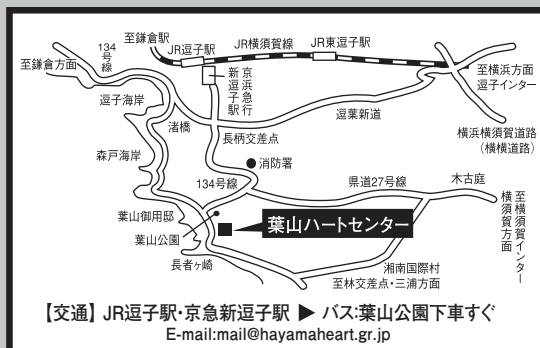 至鎌倉駅
JR逗子駅
JR横須賀線
JR東逗子駅
134
号
線
至鎌倉方面
京浜急行
新逗子駅
至横浜方面
逗子インター
逗子海岸
渚橋
逗葉新道
横浜横須賀道路
(横横道路)
長柄交差点
森戸海岸
消防署
134号線
県道27号線
木古庭
至横須賀インター
横須賀方面
葉山御用邸
葉山公園
葉山ハートセンター
長者ヶ崎
湘南国際村
至林交差点・三浦方面
【交通】JR逗子駅・京急新逗子駅 ▶ バス:葉山公園下車すぐ
E-mail:mail@hayamaheart.gr.jp